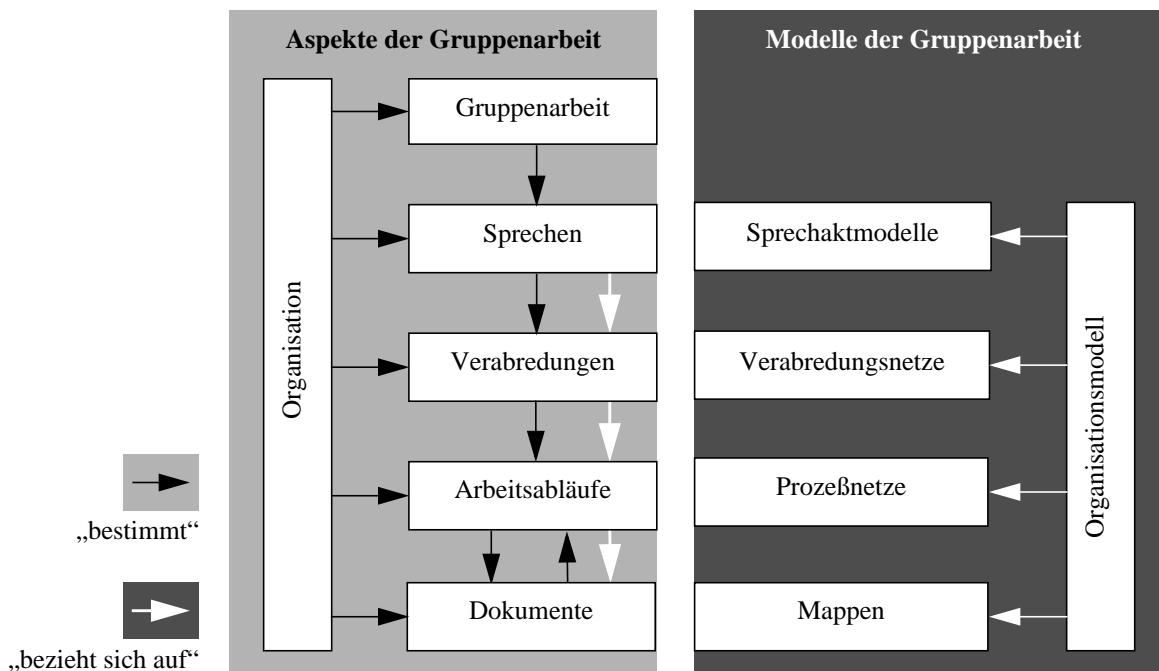 Aspekte der Gruppenarbeit
Modelle der Gruppenarbeit
Organisation
Gruppenarbeit
Sprechen
Sprechaktmodelle
Verabredungen
Verabredungsnetze
Arbeitsabläufe
Prozeßnetze
Dokumente
Mappen
Organisationsmodell
„bestimmt“
„bezieht sich auf“